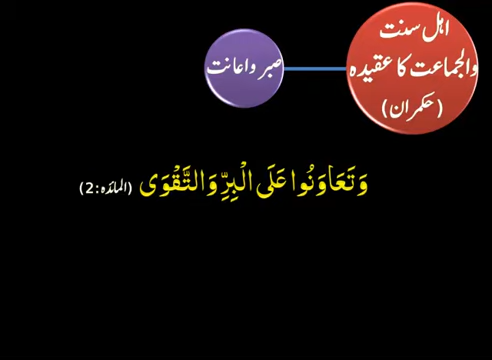 اہل سنت
والجماعت کا عقیدہ
(حکمران)
صبر واعانت
وَتَعَاوَنُوا عَلَى الْبِرِّ وَالتَّقْوَى (المائدہ:2)